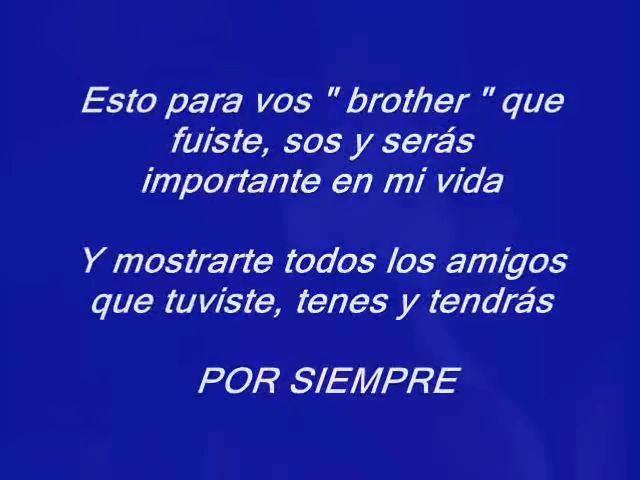 Esto para vos " brother " que
fuiste, sos y serás
importante en mi vida
Y mostrarte todos los amigos
que tuviste, tenes y tendrás
POR SIEMPRE